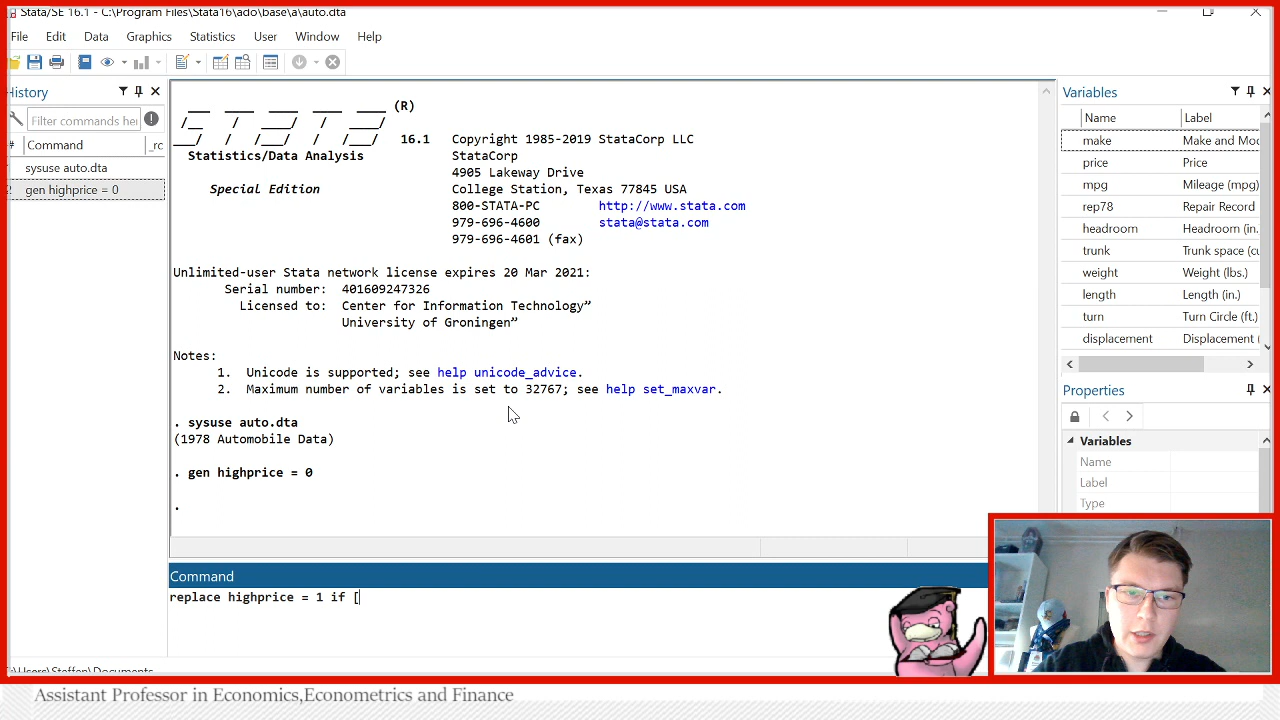 Stata/SE 16.1 - C:\Program Files\Stata16\ado\base\a\auto.dta
File Edit Data Graphics Statistics User Window Help
History
Filter commands her
# Command _rc
sysuse auto.dta
2 gen highprice = 0
(R)
16.1 Copyright 1985-2019 StataCorp LLC
Statistics/Data Analysis StataCorp
4905 Lakeway Drive
Special Edition College Station, Texas 77845 USA
800-STATA-PC http://www.stata.com
979-696-4600 stata@stata.com
979-696-4601 (fax)
Unlimited-user Stata network license expires 20 Mar 2021:
Serial number: 401609247326
Licensed to: Center for Information Technology”
University of Groningen”
Notes:
1. Unicode is supported; see help unicode_advice.
2. Maximum number of variables is set to 32767; see help set_maxvar.
. sysuse auto.dta
(1978 Automobile Data)
. gen highprice = 0
.
Command
replace highprice = 1 if [
Variables
Name Label
make Make and Mod
price Price
mpg Mileage (mpg)
rep78 Repair Record
headroom Headroom (in.
trunk Trunk space (cu
weight Weight (lbs.)
length Length (in.)
turn Turn Circle (ft.)
displacement Displacement (
Properties
Variables
Name
Label
Type
Assistant Professor in Economics,Econometrics and Finance